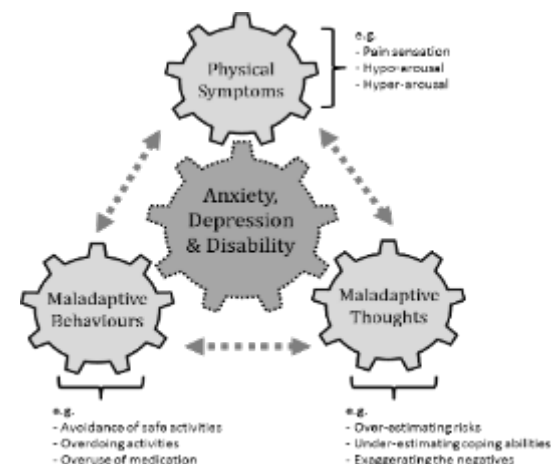 e.g.
- Pain sensation
- Hypo-arousal
- Hyper-arousal
Physical
Symptoms
Anxiety,
Depression
& Disability
Maladaptive
Behaviours
Maladaptive
Thoughts
e.g.
- Avoidance of safe activities
- Overdoing activities
- Overuse of medication
e.g.
- Over-estimating risks
- Under-estimating coping abilities
- Exaggerating the negatives